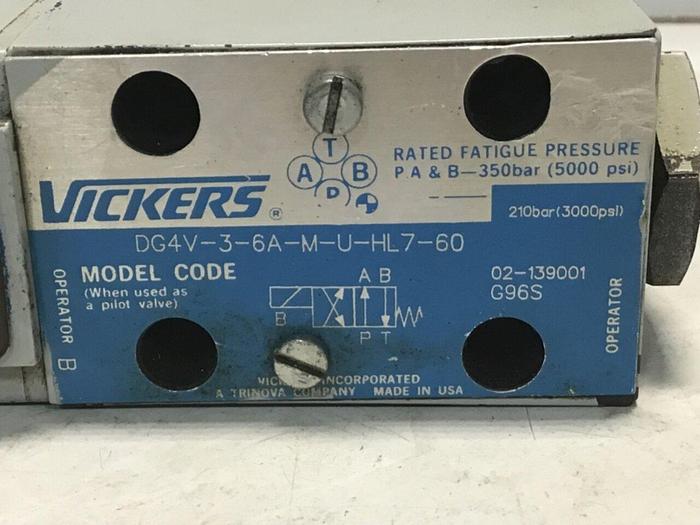 T
A B
P
RATED FATIGUE PRESSURE
P A & B—350bar (5000 psi)
210bar(3000psi)
VICKERS ®
DG4V-3-6A-M-U-HL7-60
MODEL CODE
(When used as
a pilot valve)
02-139001
G96S
A B
B
P T
OPERATOR B
OPERATOR
INCORPORATED
A TRINOVA COMPANY MADE IN USA